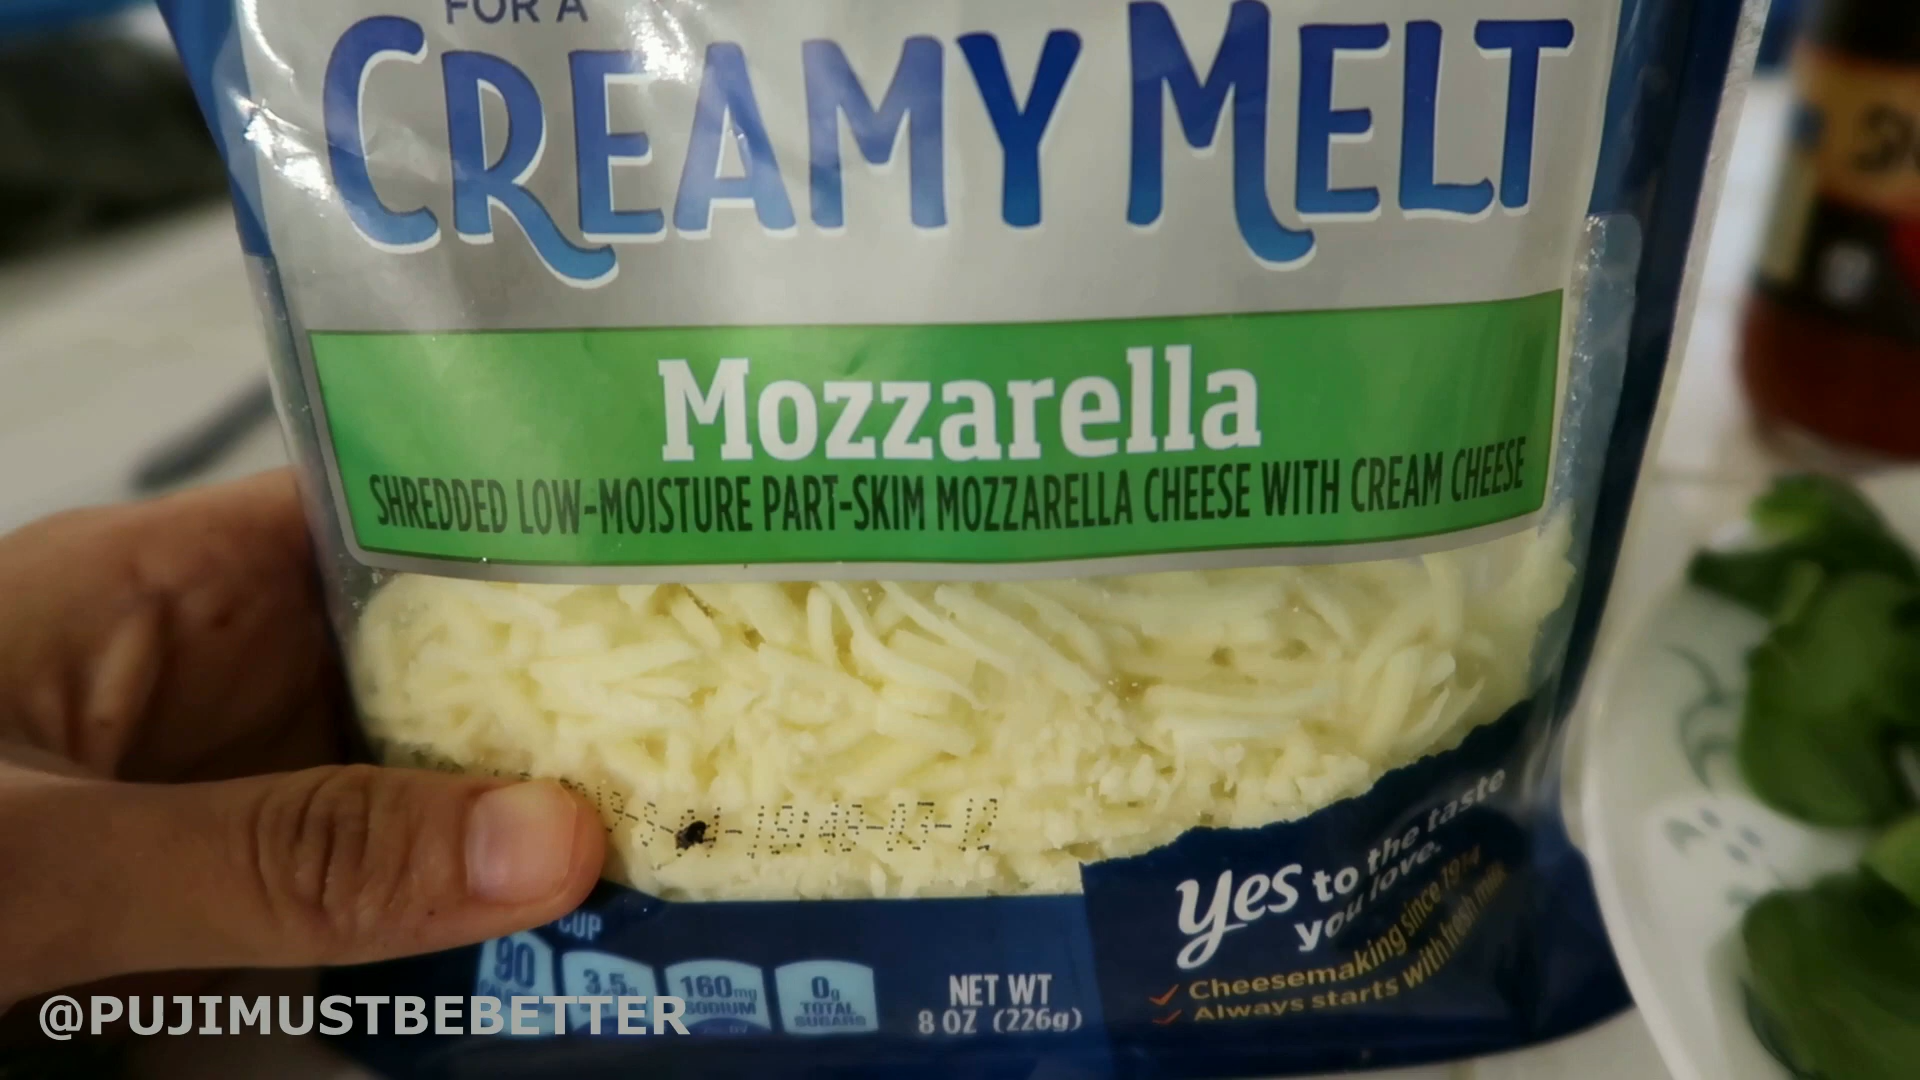 FOR A
CREAMY MELT
Mozzarella
SHREDDED LOW-MOISTURE PART-SKIM MOZZARELLA CHEESE WITH CREAM CHEESE
CUP
90
3.5g
160mg
SODIUM
0g
TOTAL
SUGARS
NET WT
8 OZ (226g)
yes to the taste
you love.
Cheesemaking since 1914
Always starts with fresh milk
@PUJIMUSTBEBETTER